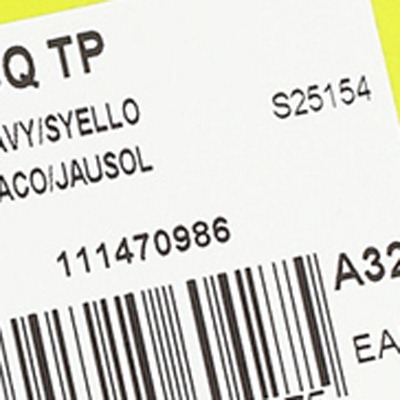 Q TP
AVY/SYELLO
S25154
ACO/JAUSOL
111470986
A32
EA